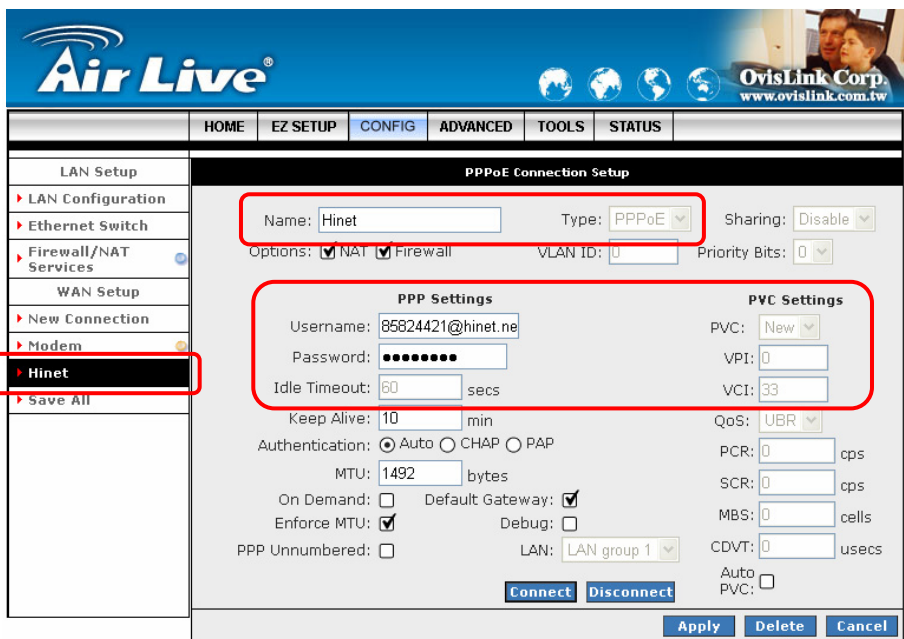 Air Live®
OvisLink Corp.
www.ovislink.com.tw
HOME EZ SETUP CONFIG ADVANCED TOOLS STATUS
LAN Setup
LAN Configuration
Ethernet Switch
Firewall/NAT
Services
WAN Setup
New Connection
Modem
Hinet
Save All
PPPoE Connection Setup
Name: Hinet Type: PPPoE Sharing: Disable
Options: NAT Firewall VLAN ID: 0 Priority Bits: 0
PPP Settings
Username: 85824421@hinet.ne
Password: ●●●●●●●●
Idle Timeout: 60 secs
Keep Alive: 10 min
Authentication: Auto CHAP PAP
MTU: 1492 bytes
On Demand: Default Gateway:
Enforce MTU: Debug:
PPP Unnumbered: LAN: LAN group 1
PVC Settings
PVC: New
VPI: 0
VCI: 33
QoS: UBR
PCR: 0 cps
SCR: 0 cps
MBS: 0 cells
CDVT: 0 usecs
Auto
PVC:
Connect Disconnect
Apply Delete Cancel